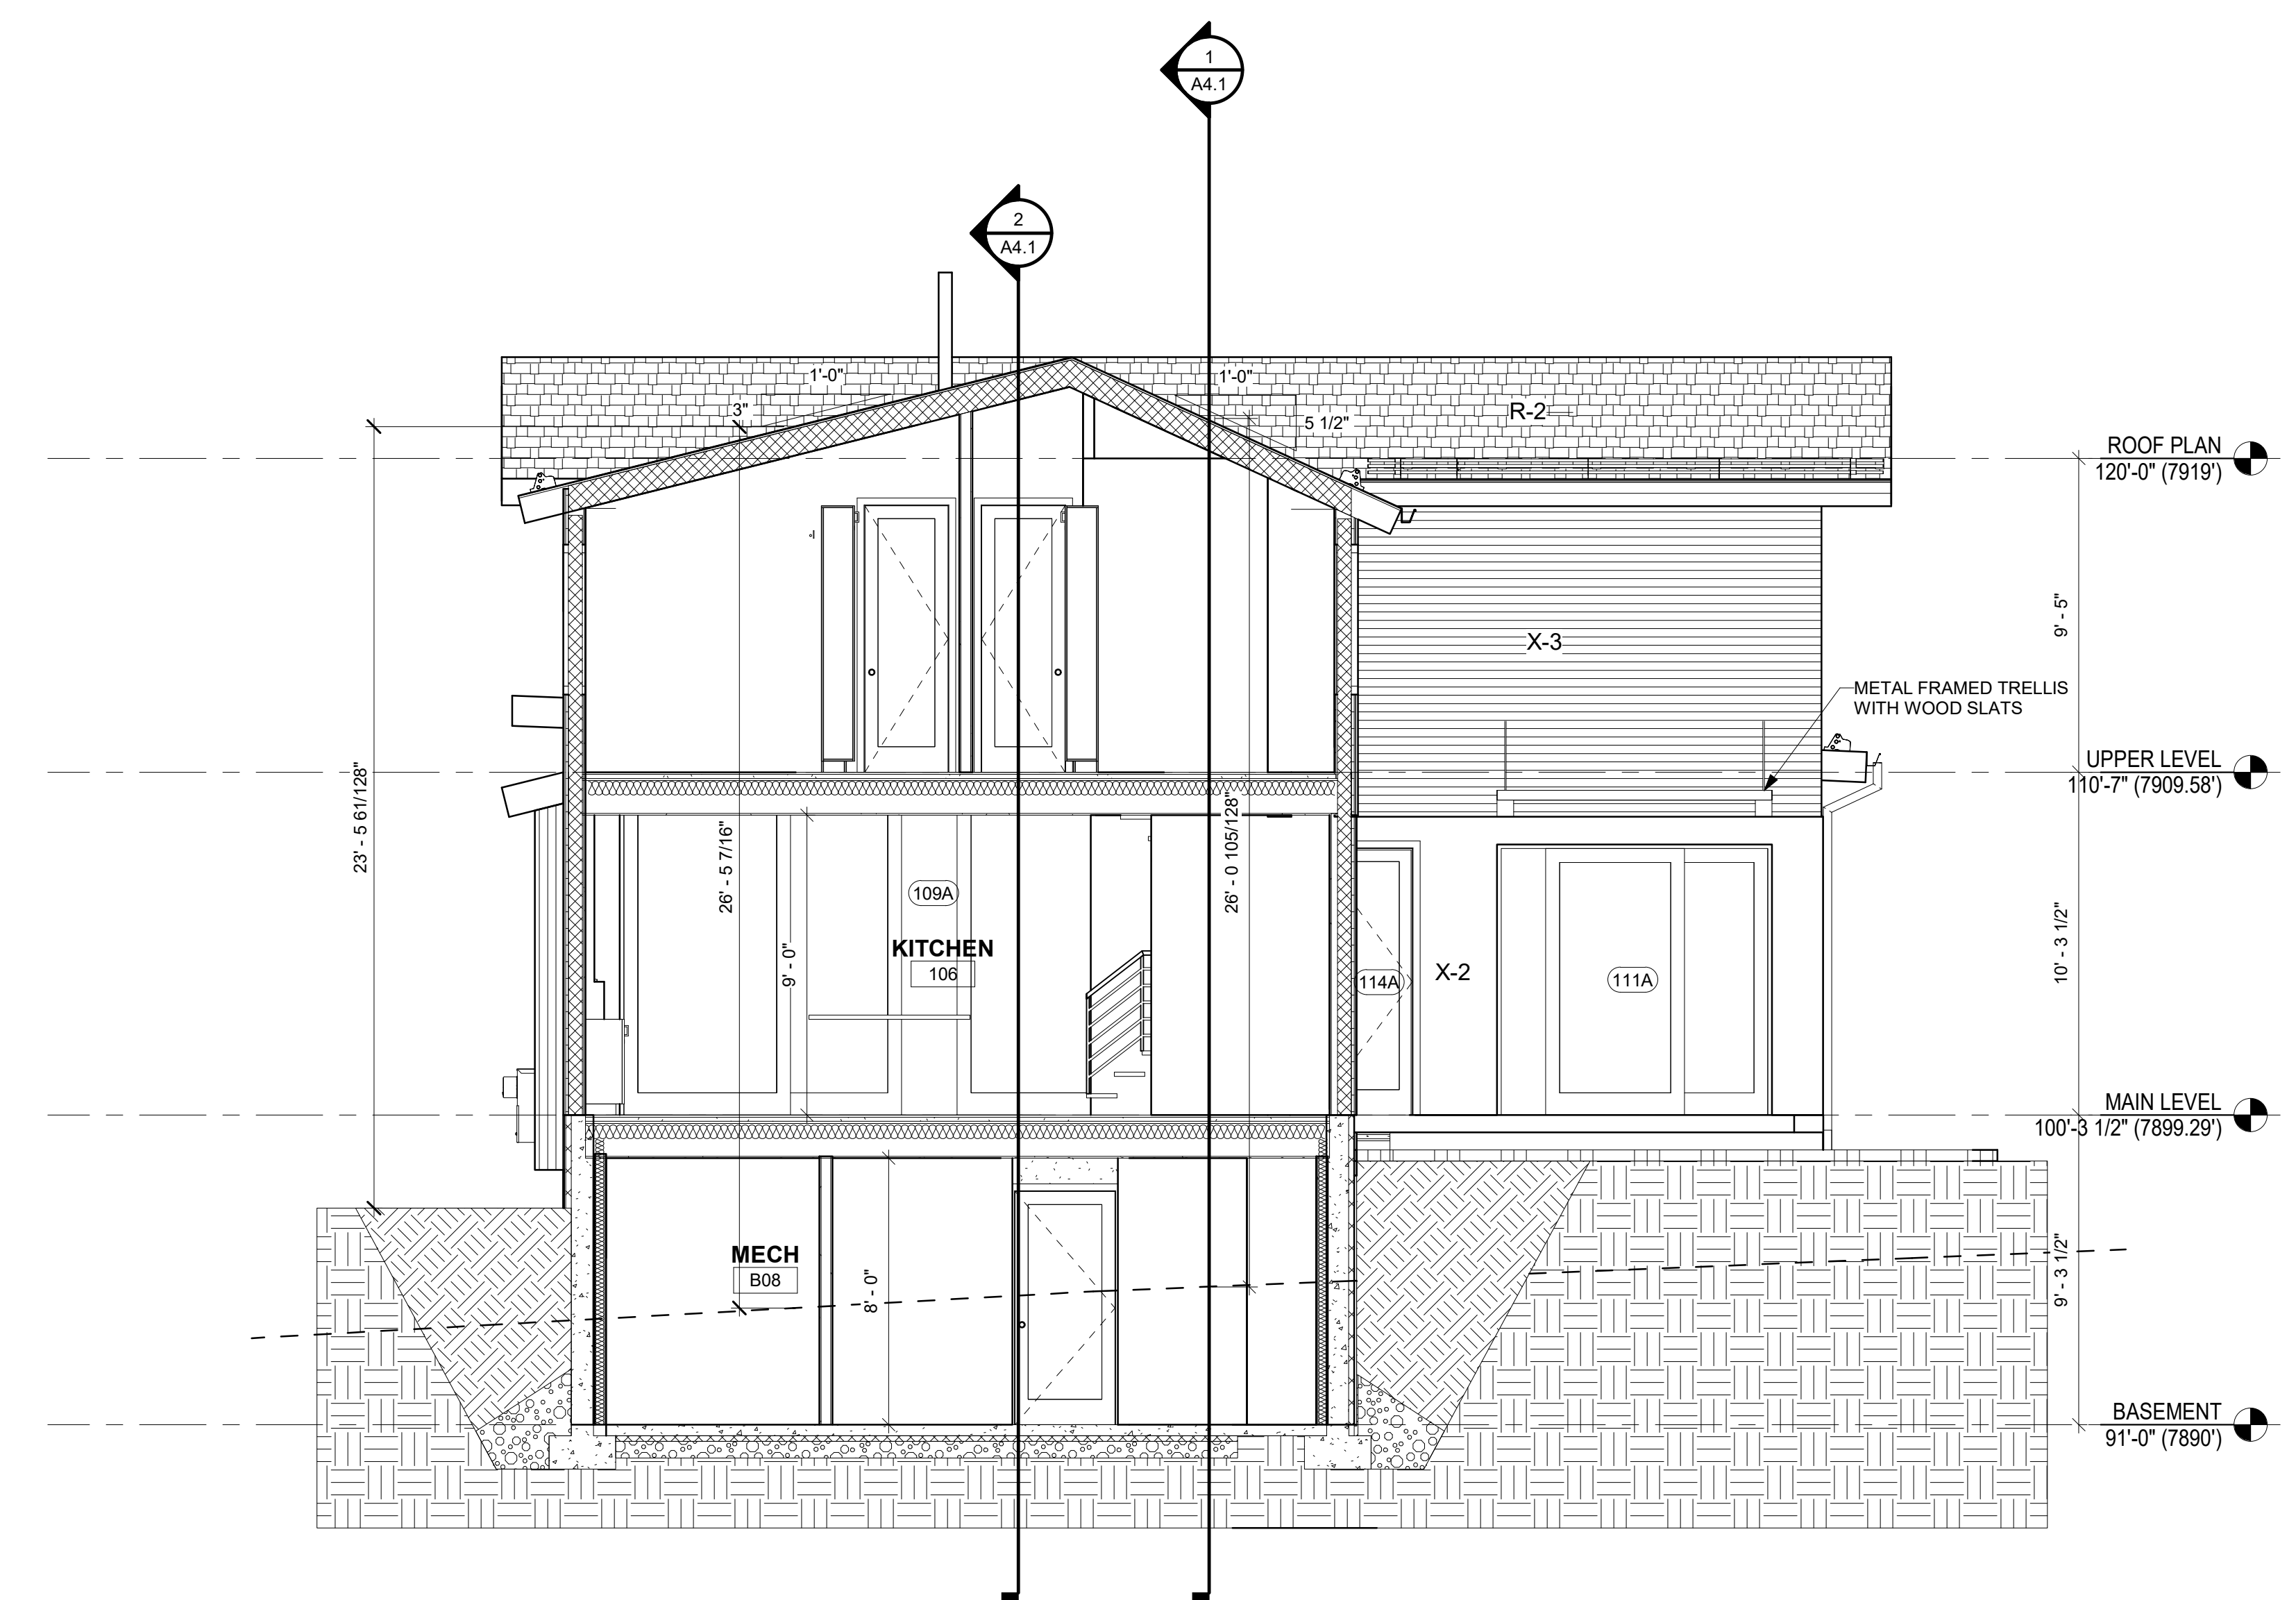 1
A4.1
2
A4.1
1'-0"
1'-0"
3"
5 1/2"
R-2
ROOF PLAN
120'-0" (7919')
9' - 5"
X-3
METAL FRAMED TRELLIS
WITH WOOD SLATS
UPPER LEVEL
110'-7" (7909.58')
23' - 5 61/128"
26' - 5 7/16"
26' - 0 105/128"
109A
KITCHEN
106
9' - 0"
114A
X-2
111A
10' - 3 1/2"
MAIN LEVEL
100'-3 1/2" (7899.29')
MECH
B08
8' - 0"
9' - 3 1/2"
BASEMENT
91'-0" (7890')